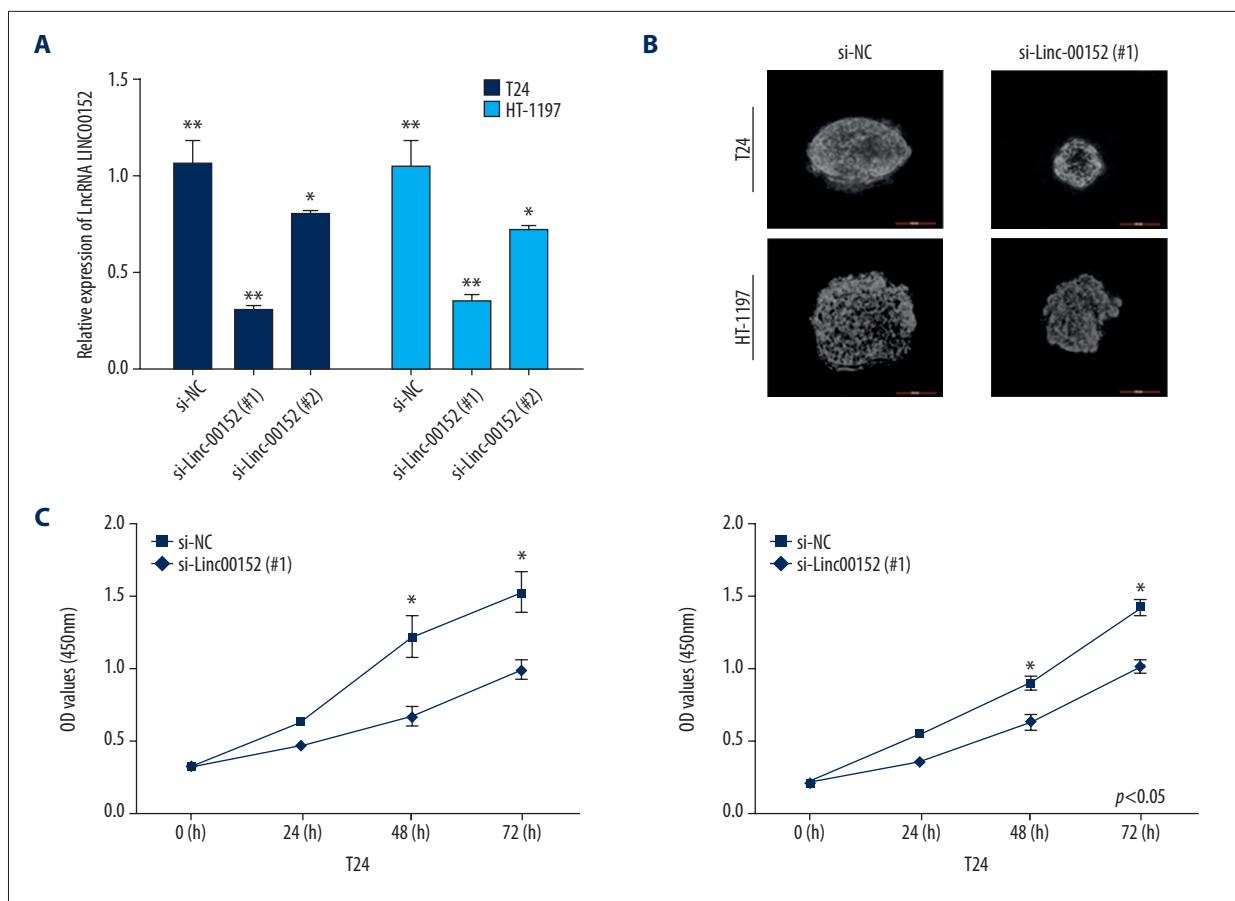 A
Relative expression of LncRNA LINC00152
1.5
1.0
0.5
0.0
T24
HT-1197
**
**
*
**
**
*
si-NC
si-Linc-00152 (#1)
si-Linc-00152 (#2)
si-NC
si-Linc-00152 (#1)
si-Linc-00152 (#2)
B
si-NC
si-Linc-00152 (#1)
T24
HT-1197
C
OD values (450nm)
2.0
1.5
1.0
0.5
0.0
si-NC
si-Linc00152 (#1)
*
*
0 (h)
24 (h)
48 (h)
72 (h)
T24
OD values (450nm)
2.0
1.5
1.0
0.5
0.0
si-NC
si-Linc00152 (#1)
*
*
p<0.05
0 (h)
24 (h)
48 (h)
72 (h)
T24